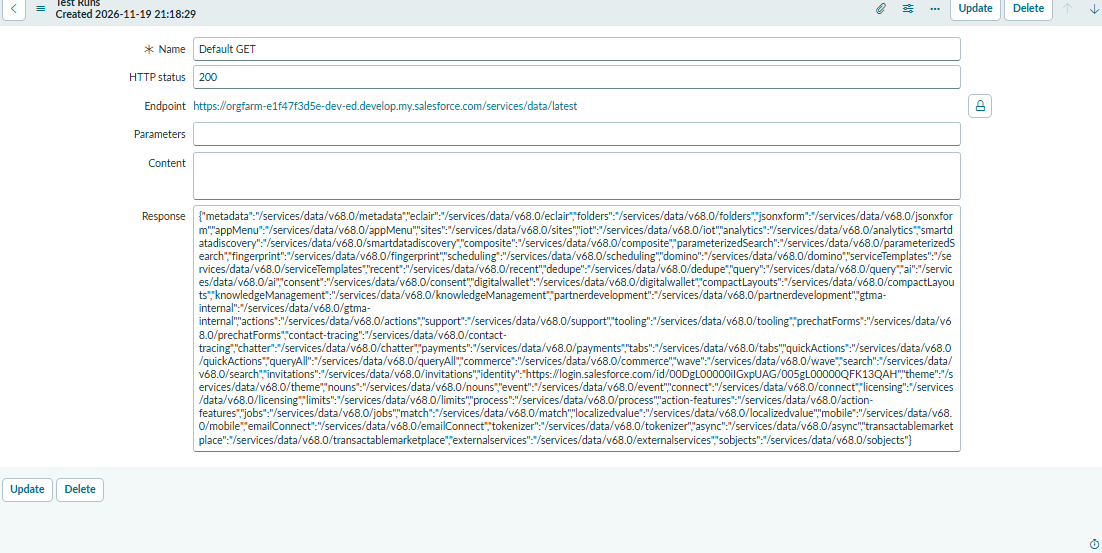 Test Runs
Created 2026-11-19 21:18:29
Update
Delete
Name
Default GET
HTTP status
200
Endpoint
https://orgfarm-e1f47f3d5e-dev-ed.develop.my.salesforce.com/services/data/latest
Parameters
Content
Response
{"metadata":"/services/data/v68.0/metadata","eclair":"/services/data/v68.0/eclair","folders":"/services/data/v68.0/folders","jsonxform":"/services/data/v68.0/jsonxfor
m","appMenu":"/services/data/v68.0/appMenu","sites":"/services/data/v68.0/sites","iot":"/services/data/v68.0/iot","analytics":"/services/data/v68.0/analytics","smartd
atadiscovery":"/services/data/v68.0/smartdatadiscovery","composite":"/services/data/v68.0/composite","parameterizedSearch":"/services/data/v68.0/parameterizedS
earch","fingerprint":"/services/data/v68.0/fingerprint","scheduling":"/services/data/v68.0/scheduling","domino":"/services/data/v68.0/domino","serviceTemplates":"/se
rvices/data/v68.0/serviceTemplates","recent":"/services/data/v68.0/recent","dedupe":"/services/data/v68.0/dedupe","query":"/services/data/v68.0/query","ai":"/servic
es/data/v68.0/ai","consent":"/services/data/v68.0/consent","digitalwallet":"/services/data/v68.0/digitalwallet","compactLayouts":"/services/data/v68.0/compactLayou
ts","knowledgeManagement":"/services/data/v68.0/knowledgeManagement","partnerdevelopment":"/services/data/v68.0/partnerdevelopment","gtma-
internal":"/services/data/v68.0/gtma-
internal","actions":"/services/data/v68.0/actions","support":"/services/data/v68.0/support","tooling":"/services/data/v68.0/tooling","prechatForms":"/services/data/v6
8.0/prechatForms","contact-tracing":"/services/data/v68.0/contact-
tracing","chatter":"/services/data/v68.0/chatter","payments":"/services/data/v68.0/payments","tabs":"/services/data/v68.0/tabs","quickActions":"/services/data/v68.0
/quickActions","queryAll":"/services/data/v68.0/queryAll","commerce":"/services/data/v68.0/commerce","wave":"/services/data/v68.0/wave","search":"/services/data/
v68.0/search","invitations":"/services/data/v68.0/invitations","identity":"https://login.salesforce.com/id/00DgL00000iIGxpUAG/005gL00000QFK13QAH","theme":"/s
ervices/data/v68.0/theme","nouns":"/services/data/v68.0/nouns","event":"/services/data/v68.0/event","connect":"/services/data/v68.0/connect","licensing":"/services
/data/v68.0/licensing","limits":"/services/data/v68.0/limits","process":"/services/data/v68.0/process","action-features":"/services/data/v68.0/action-
features","jobs":"/services/data/v68.0/jobs","match":"/services/data/v68.0/match","localizedvalue":"/services/data/v68.0/localizedvalue","mobile":"/services/data/v68.
0/mobile","emailConnect":"/services/data/v68.0/emailConnect","tokenizer":"/services/data/v68.0/tokenizer","async":"/services/data/v68.0/async","transactablemarket
place":"/services/data/v68.0/transactablemarketplace","externalservices":"/services/data/v68.0/externalservices","sobjects":"/services/data/v68.0/sobjects"}
Update
Delete